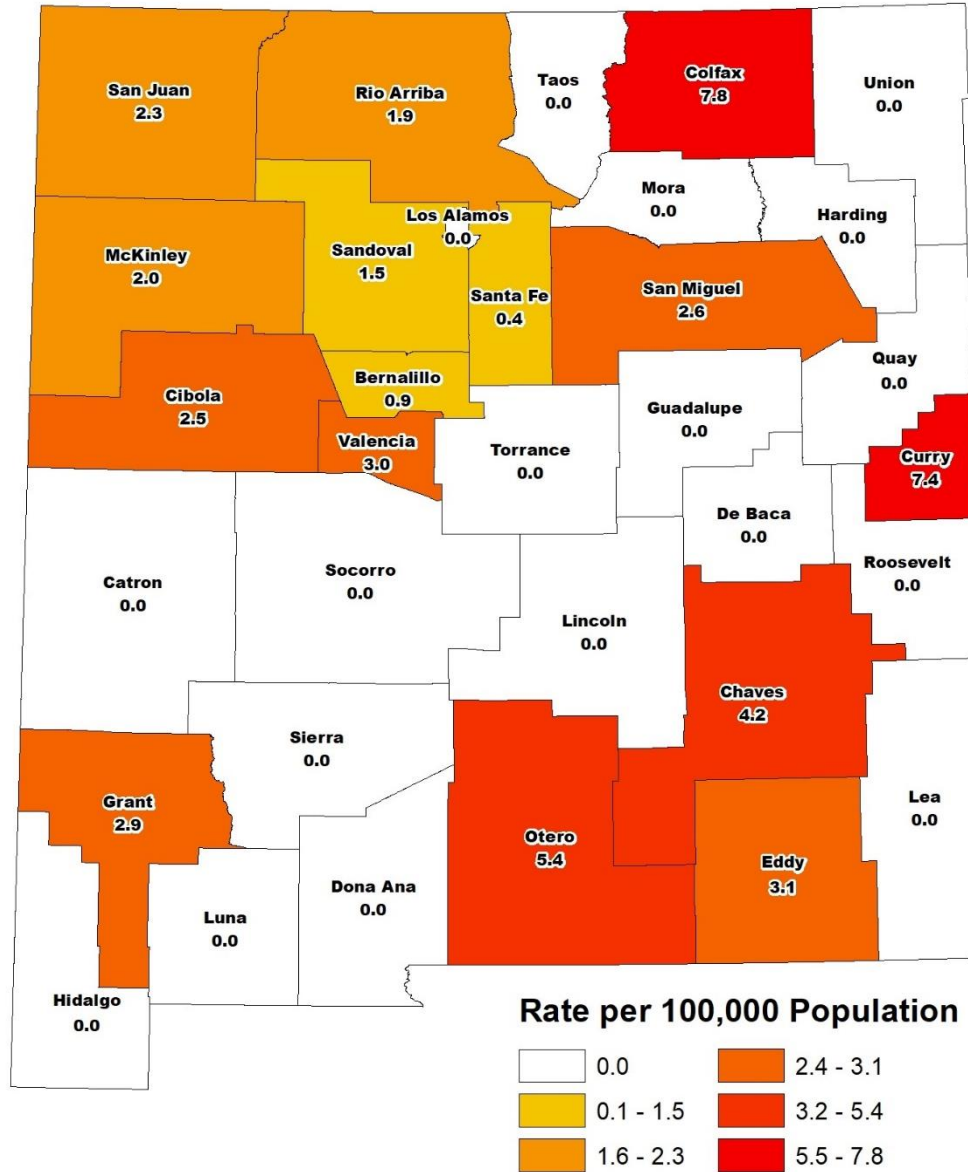 San Juan
2.3
Rio Arriba
1.9
Taos
0.0
Colfax
7.8
Union
0.0
Mora
0.0
Harding
0.0
Los Alamos
0.0
McKinley
2.0
Sandoval
1.5
Santa Fe
0.4
San Miguel
2.6
Quay
0.0
Cibola
2.5
Bernalillo
0.9
Valencia
3.0
Torrance
0.0
Guadalupe
0.0
Curry
7.4
De Baca
0.0
Roosevelt
0.0
Catron
0.0
Socorro
0.0
Lincoln
0.0
Chaves
4.2
Sierra
0.0
Grant
2.9
Otero
5.4
Eddy
3.1
Lea
0.0
Dona Ana
0.0
Luna
0.0
Hidalgo
0.0
Rate per 100,000 Population
0.0
0.1 - 1.5
1.6 - 2.3
2.4 - 3.1
3.2 - 5.4
5.5 - 7.8